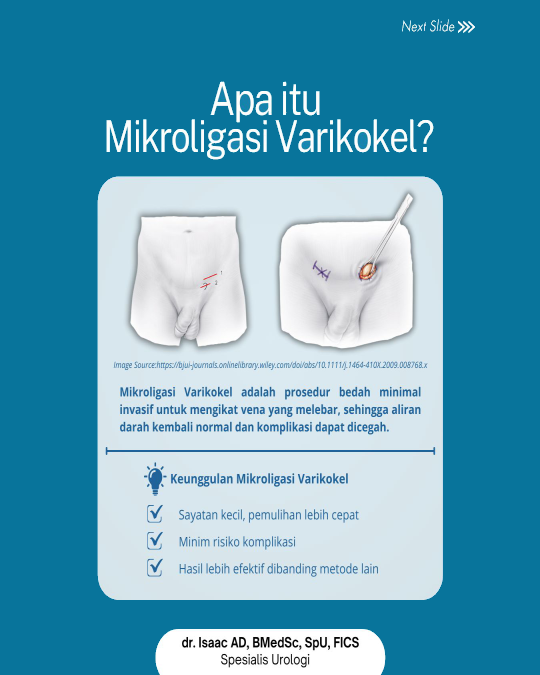 Next Slide
Apa itu
Mikroligasi Varikokel?
1
2
Image Source:https://bjui-journals.onlinelibrary.wiley.com/doi/abs/10.1111/j.1464-410X.2009.008768.x
Mikroligasi Varikokel adalah prosedur bedah minimal
invasif untuk mengikat vena yang melebar, sehingga aliran
darah kembali normal dan komplikasi dapat dicegah.
Keunggulan Mikroligasi Varikokel
Sayatan kecil, pemulihan lebih cepat
Minim risiko komplikasi
Hasil lebih efektif dibanding metode lain
dr. Isaac AD, BMedSc, SpU, FICS
Spesialis Urologi